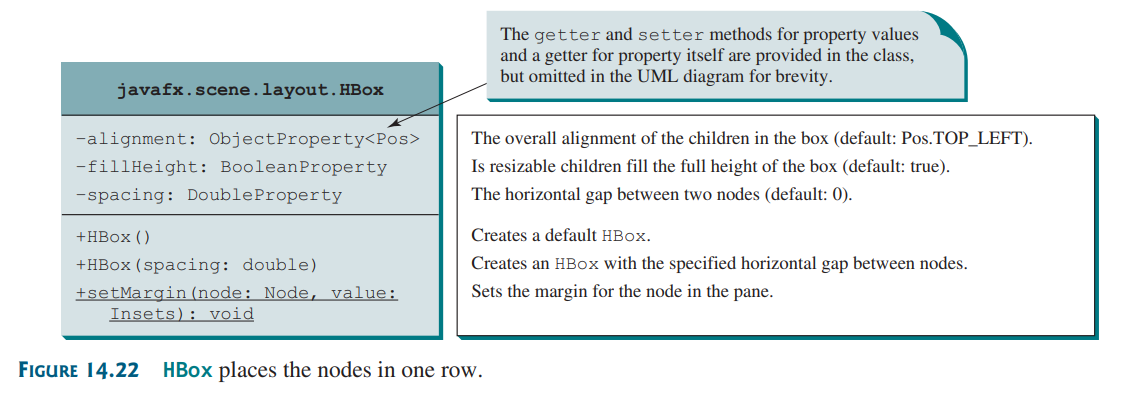 The getter and setter methods for property values
and a getter for property itself are provided in the class,
but omitted in the UML diagram for brevity.
javafx.scene.layout.HBox
-alignment: ObjectProperty<Pos>
-fillHeight: BooleanProperty
-spacing: DoubleProperty
The overall alignment of the children in the box (default: Pos.TOP_LEFT).
Is resizable children fill the full height of the box (default: true).
The horizontal gap between two nodes (default: 0).
+HBox()
+HBox(spacing: double)
+setMargin(node: Node, value:
Insets): void
Creates a default HBox.
Creates an HBox with the specified horizontal gap between nodes.
Sets the margin for the node in the pane.
FIGURE 14.22 HBox places the nodes in one row.